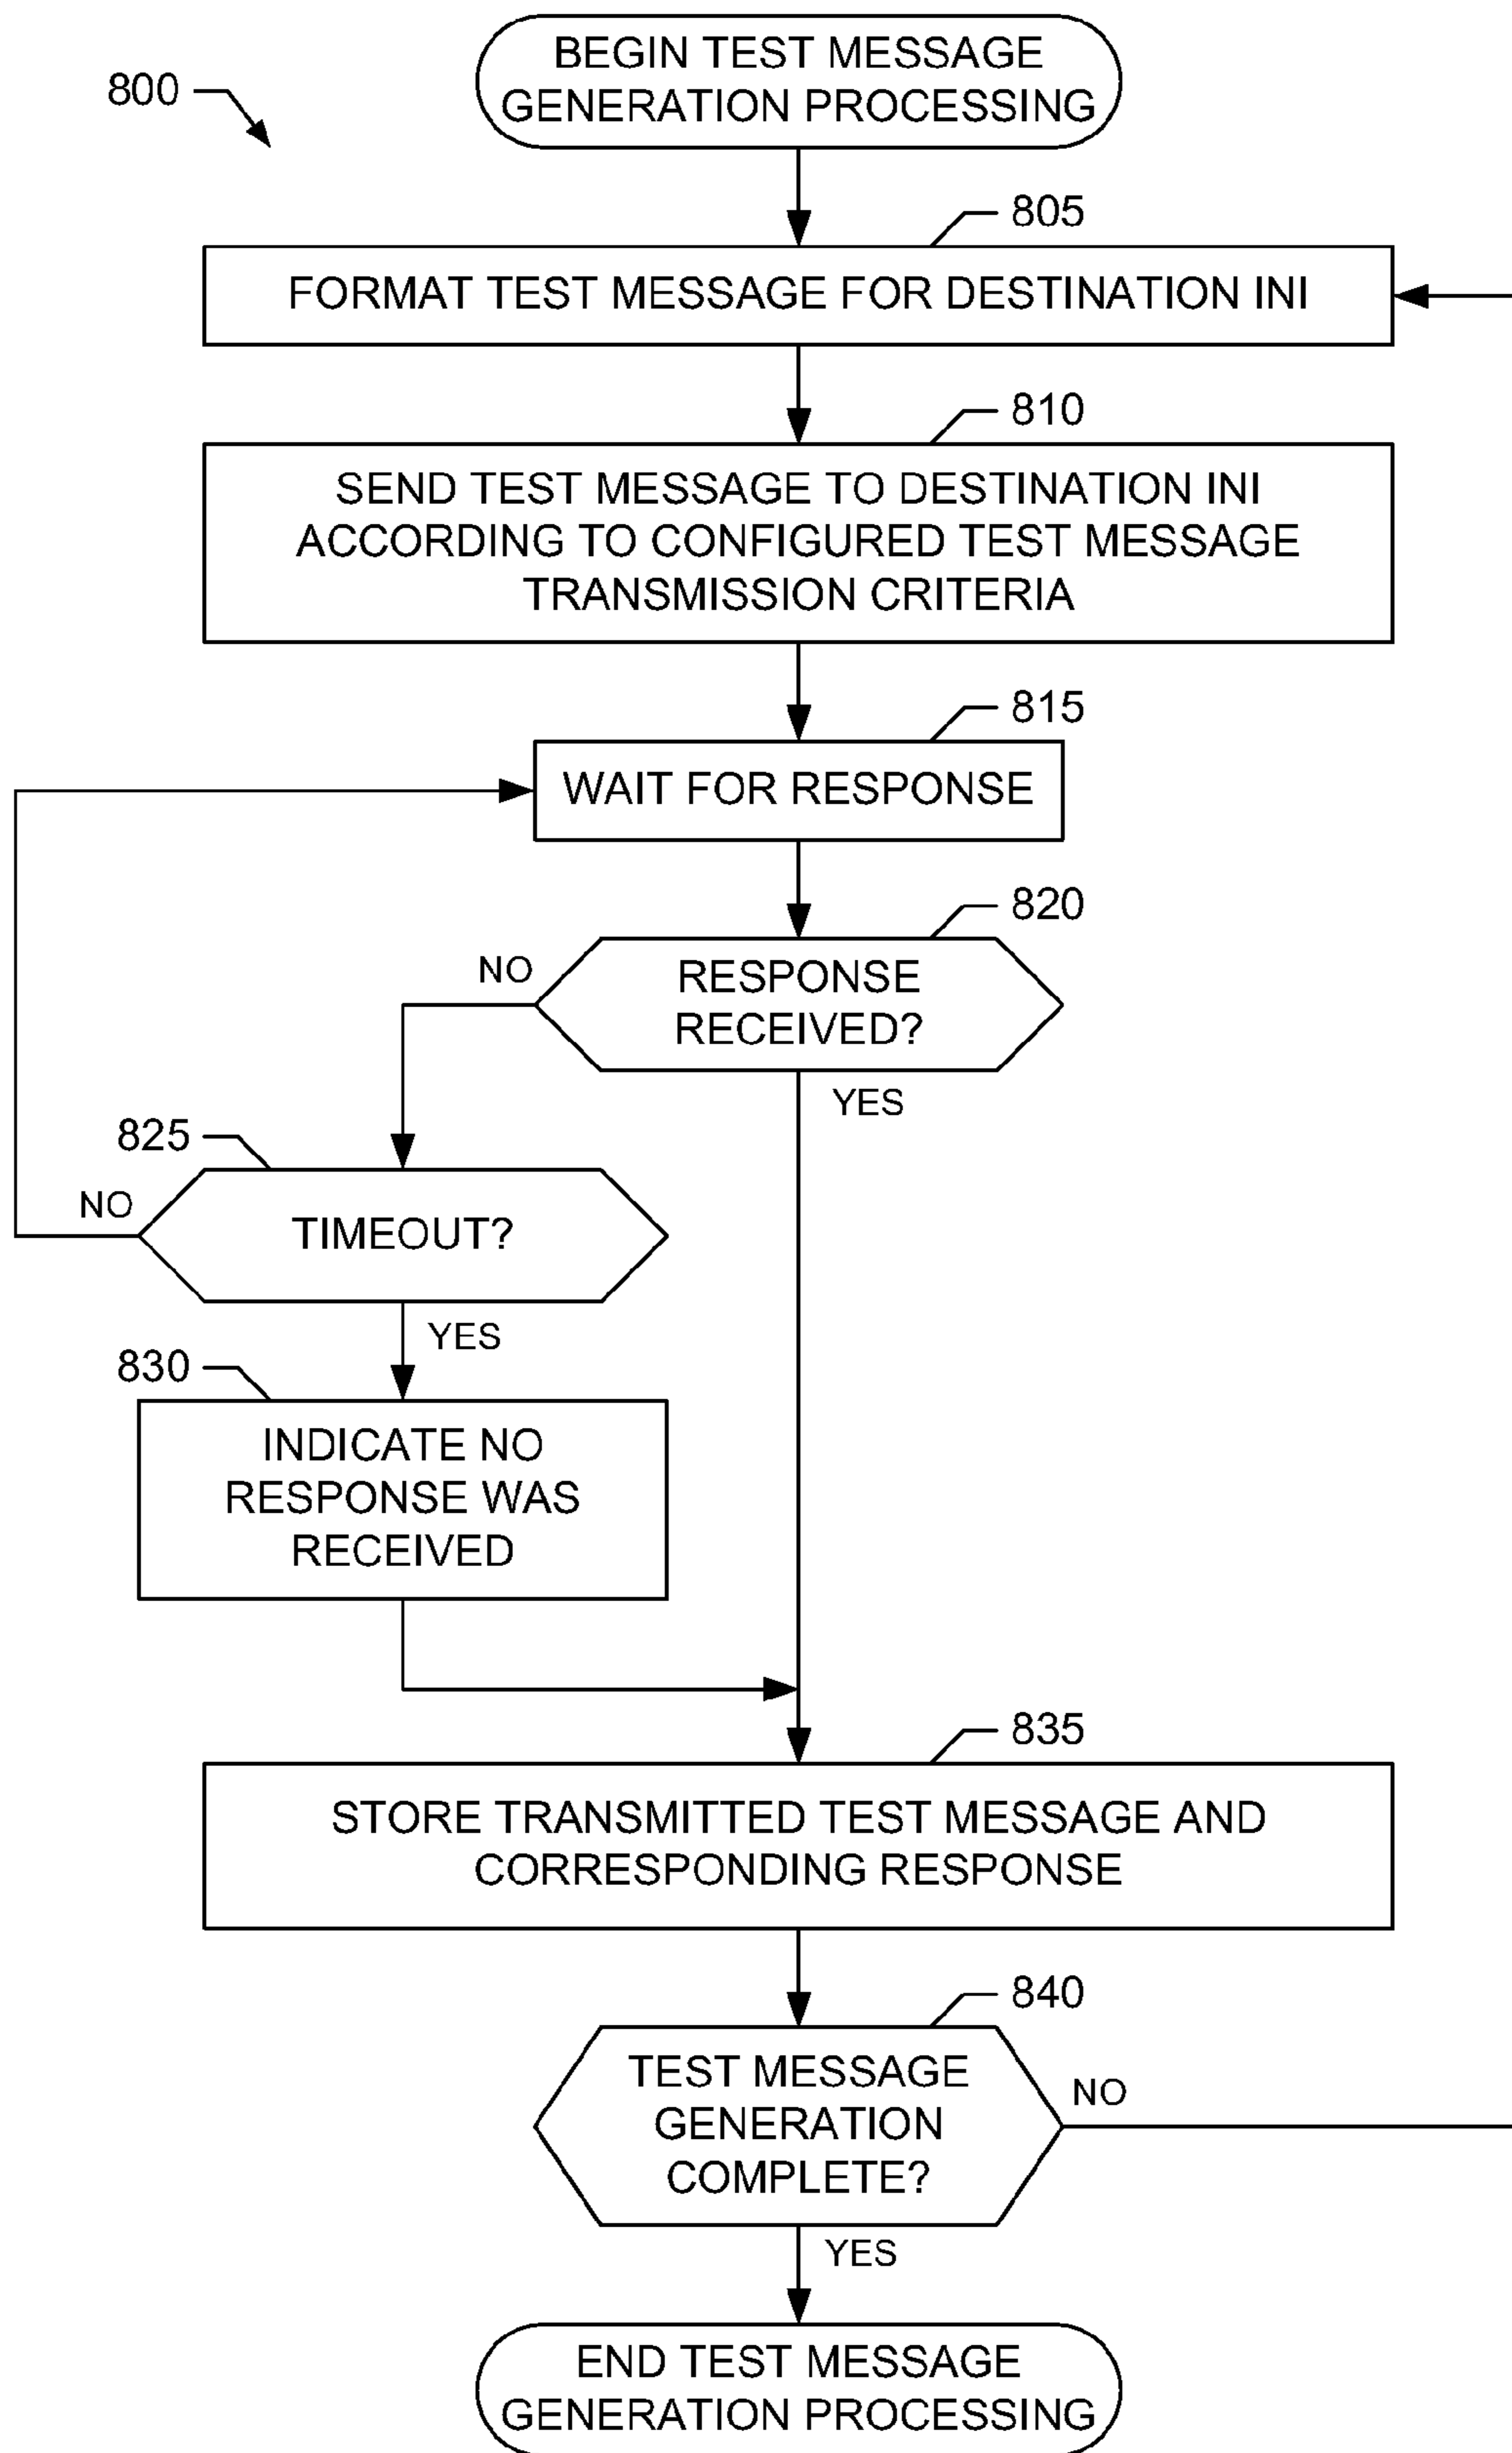 BEGIN TEST MESSAGE
GENERATION PROCESSING
800
805
FORMAT TEST MESSAGE FOR DESTINATION INI
810
SEND TEST MESSAGE TO DESTINATION INI
ACCORDING TO CONFIGURED TEST MESSAGE
TRANSMISSION CRITERIA
815
WAIT FOR RESPONSE
820
NO
RESPONSE
RECEIVED?
YES
825
NO
TIMEOUT?
YES
830
INDICATE NO
RESPONSE WAS
RECEIVED
835
STORE TRANSMITTED TEST MESSAGE AND
CORRESPONDING RESPONSE
840
TEST MESSAGE
GENERATION
COMPLETE?
NO
YES
END TEST MESSAGE
GENERATION PROCESSING